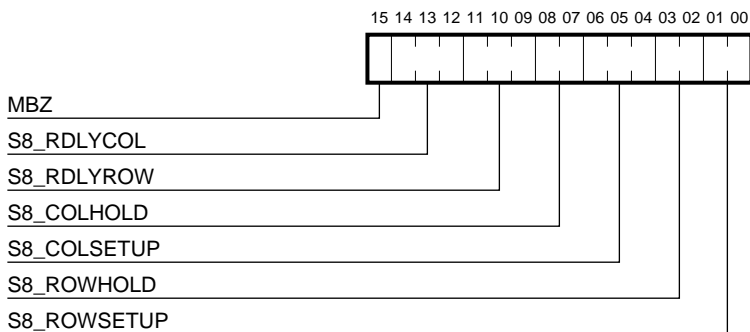 15 14 13 12 11 10 09 08 07 06 05 04 03 02 01 00
MBZ
S8_RDLYCOL
S8_RDLYROW
S8_COLHOLD
S8_COLSETUP
S8_ROWHOLD
S8_ROWSETUP